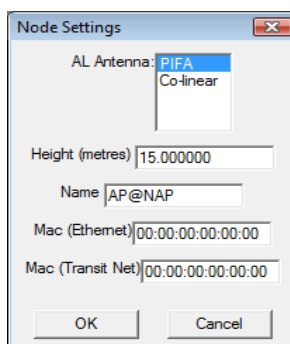 Node Settings
AL Antenna: PIFA
Co-linear
Height (metres) 15.000000
Name AP@NAP
Mac (Ethernet) 00:00:00:00:00:00
Mac (Transit Net) 00:00:00:00:00:00
OK Cancel